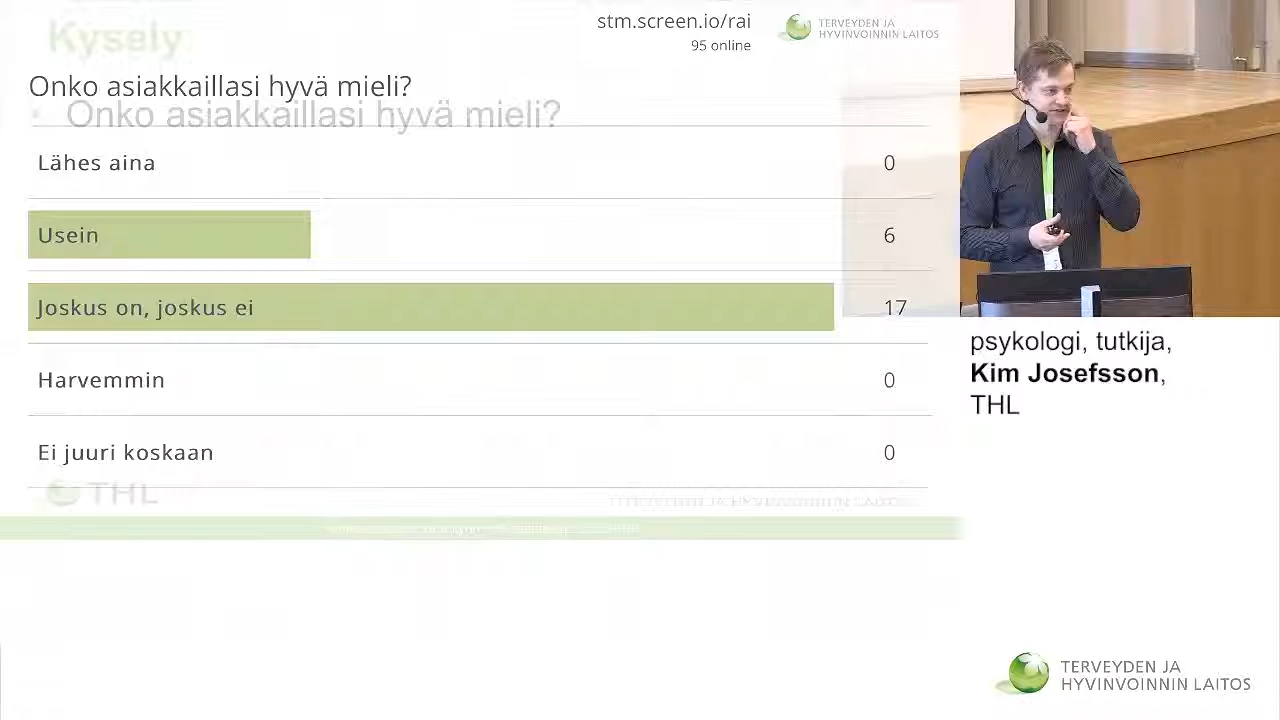 Kysely
stm.screen.io/rai
95 online
TERVEYDEN JA
HYVINVOINNIN LAITOS
Onko asiakkaillasi hyvä mieli?
• Onko asiakkaillasi hyvä mieli?
Lähes aina 0
Usein 6
Joskus on, joskus ei 17
Harvemmin 0
Ei juuri koskaan 0
THL
psykologi, tutkija,
Kim Josefsson,
THL
TERVEYDEN JA
HYVINVOINNIN LAITOS